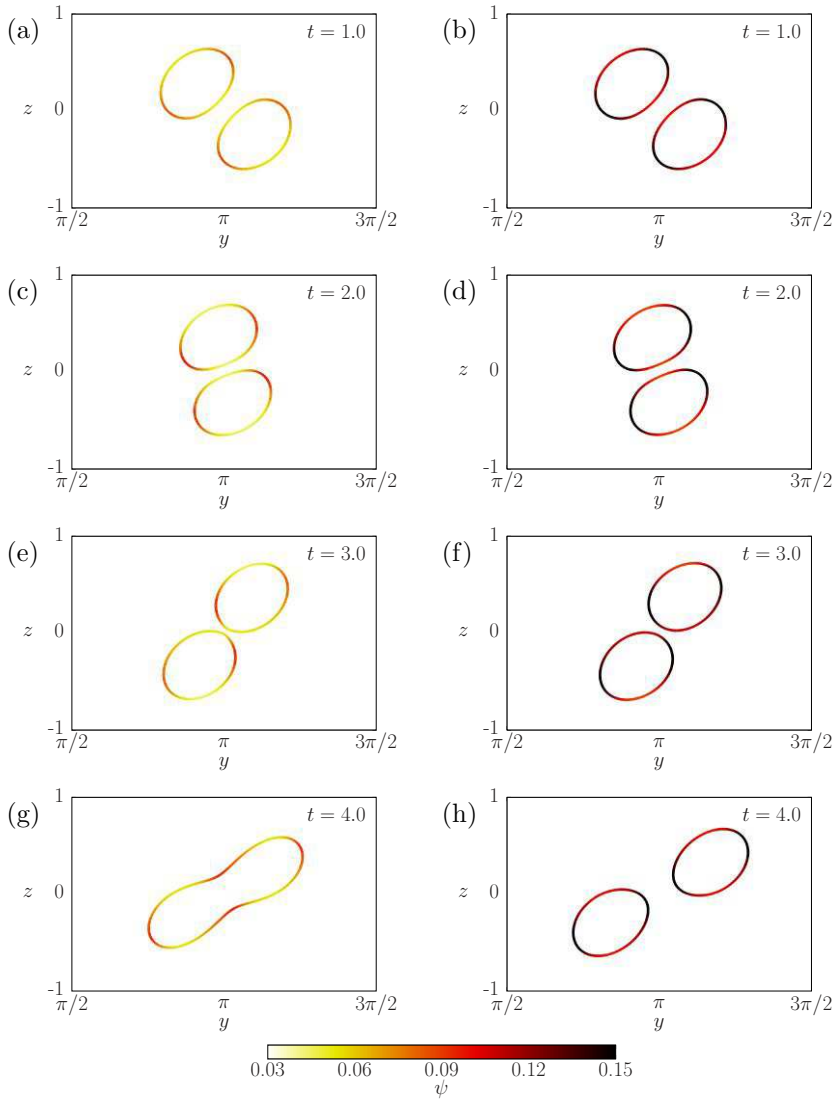 (a) 1 t = 1.0
z 0
-1
π/2 π 3π/2
y
(b) 1 t = 1.0
z 0
-1
π/2 π 3π/2
y
(c) 1 t = 2.0
z 0
-1
π/2 π 3π/2
y
(d) 1 t = 2.0
z 0
-1
π/2 π 3π/2
y
(e) 1 t = 3.0
z 0
-1
π/2 π 3π/2
y
(f) 1 t = 3.0
z 0
-1
π/2 π 3π/2
y
(g) 1 t = 4.0
z 0
-1
π/2 π 3π/2
y
(h) 1 t = 4.0
z 0
-1
π/2 π 3π/2
y
0.03 0.06 0.09 0.12 0.15
ψ